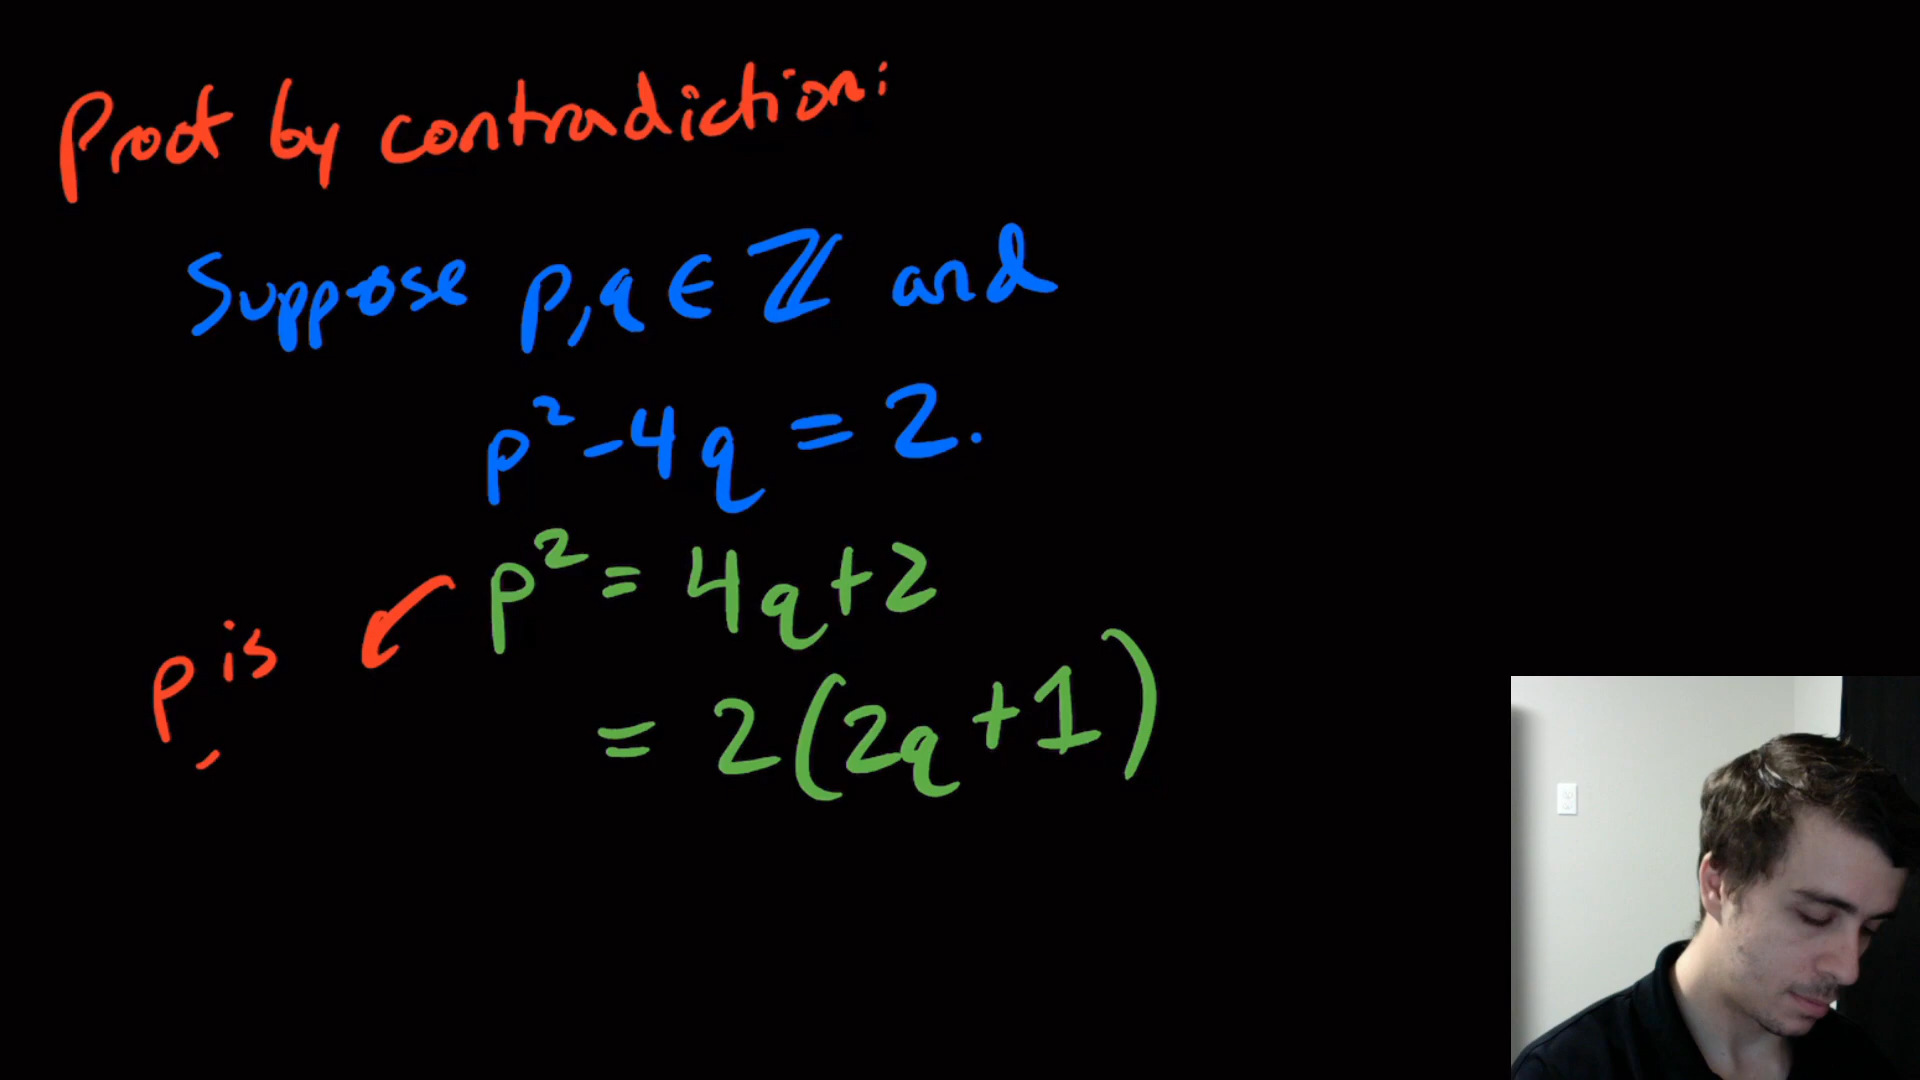 Proof by contradiction:
Suppose p,q ∈ ℤ and
p² - 4q = 2.
p² = 4q + 2
p is
= 2(2q + 1)